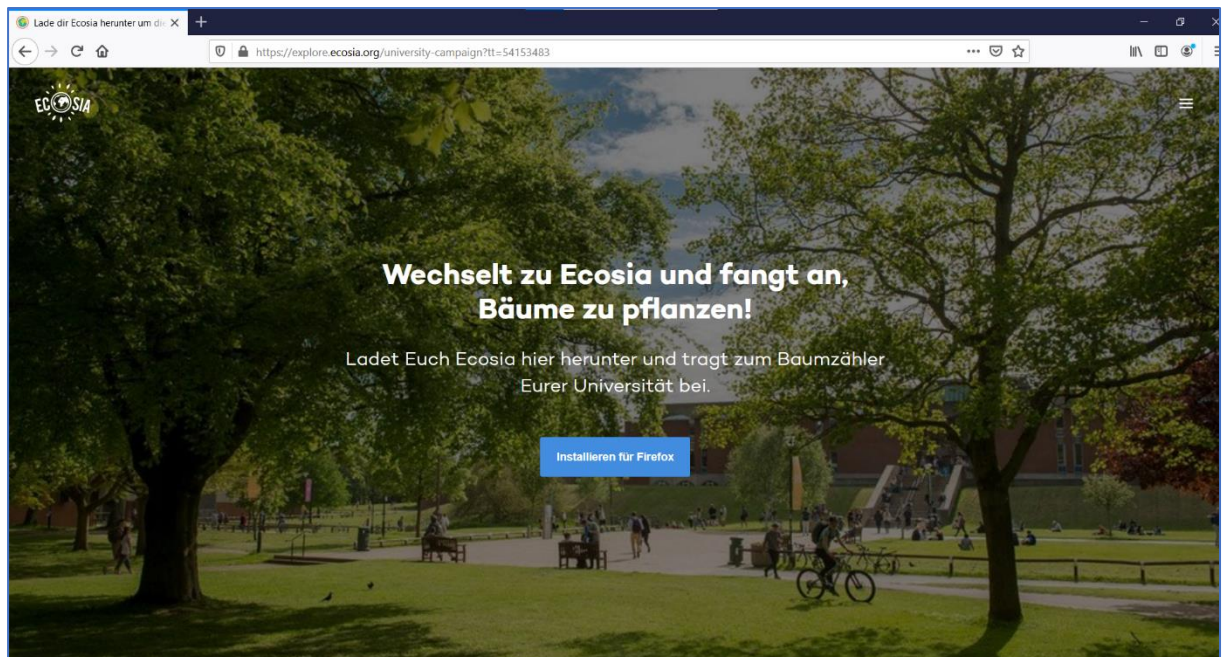 Lade dir Ecosia herunter um die
https://explore.ecosia.org/university-campaign?tt=54153483
ECOSIA
Wechselt zu Ecosia und fangt an,
Bäume zu pflanzen!
Ladet Euch Ecosia hier herunter und tragt zum Baumzähler
Eurer Universität bei.
Installieren für Firefox